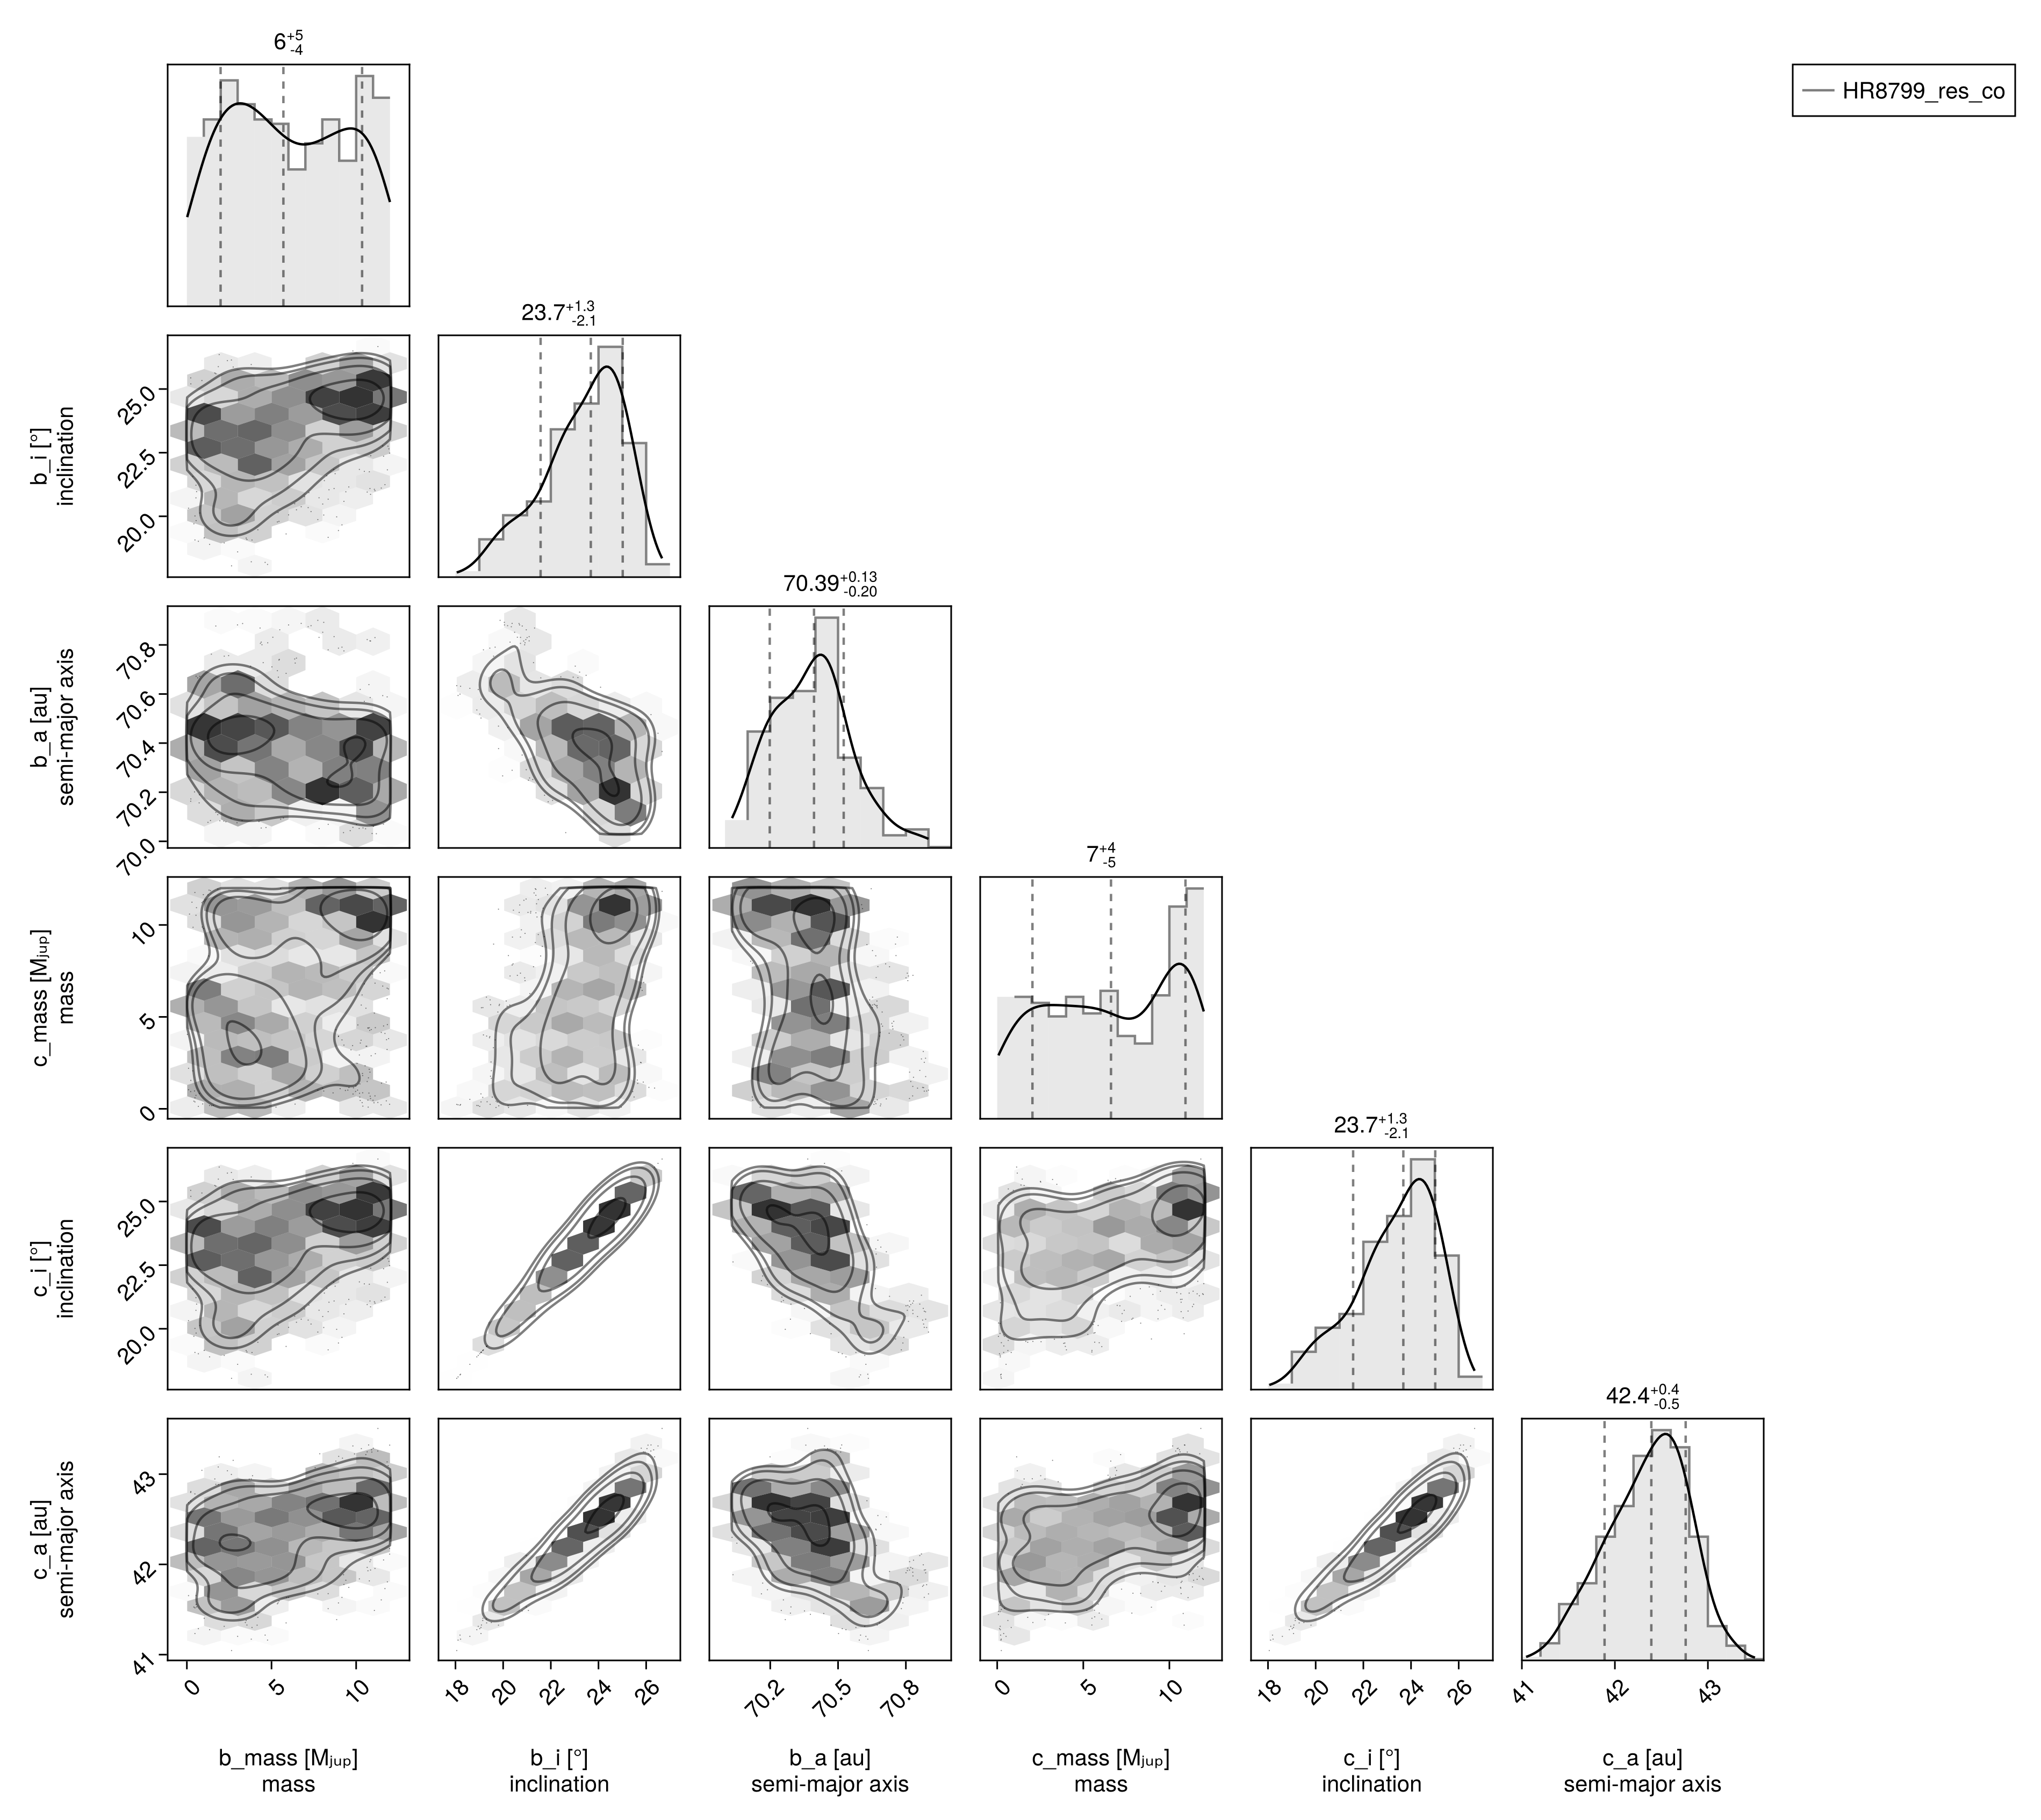 6+5-4
HR8799_res_co
23.7+1.3-2.1
b_i [°]
inclination
25.0
22.5
20.0
70.39+0.13-0.20
b_a [au]
semi-major axis
70.8
70.6
70.4
70.2
70.0
7+4-5
c_mass [Mⱼᵤₚ]
mass
10
5
0
23.7+1.3-2.1
c_i [°]
inclination
25.0
22.5
20.0
42.4+0.4-0.5
c_a [au]
semi-major axis
43
42
41
0 5 10 18 20 22 24 26 70.2 70.5 70.8 0 5 10 18 20 22 24 26 41 42 43
b_mass [Mⱼᵤₚ] b_i [°] b_a [au] c_mass [Mⱼᵤₚ] c_i [°] c_a [au]
mass inclination semi-major axis mass inclination semi-major axis